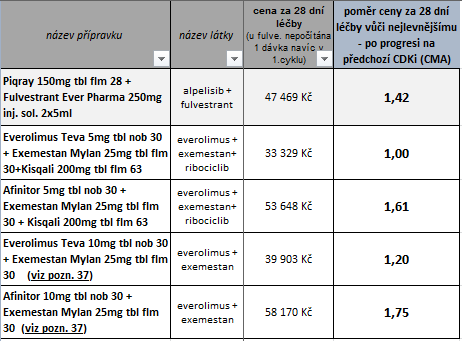 název přípravku
název látky
cena za 28 dní
léčby
(u fulve. nepočítána
1 dávka navíc v
1.cyklu)
poměr ceny za 28 dní
léčby vůči nejlevnějšímu
- po progresi na
předchozí CDKi (CMA)
Piqray 150mg tbl flm 28 +
Fulvestrant Ever Pharma 250mg
inj. sol. 2x5ml
alpelisib +
fulvestrant
47 469 Kč
1,42
Everolimus Teva 5mg tbl nob 30
+ Exemestan Mylan 25mg tbl flm
30+Kisqali 200mg tbl flm 63
everolimus +
exemestan+
ribociclib
33 329 Kč
1,00
Afinitor 5mg tbl nob 30 +
Exemestan Mylan 25mg tbl flm
30 + Kisqali 200mg tbl flm 63
everolimus +
exemestan+
ribociclib
53 648 Kč
1,61
Everolimus Teva 10mg tbl nob 30
+ Exemestan Mylan 25mg tbl flm
30 (viz pozn. 37)
everolimus +
exemestan
39 903 Kč
1,20
Afinitor 10mg tbl nob 30 +
Exemestan Mylan 25mg tbl flm
30 (viz pozn. 37)
everolimus +
exemestan
58 170 Kč
1,75